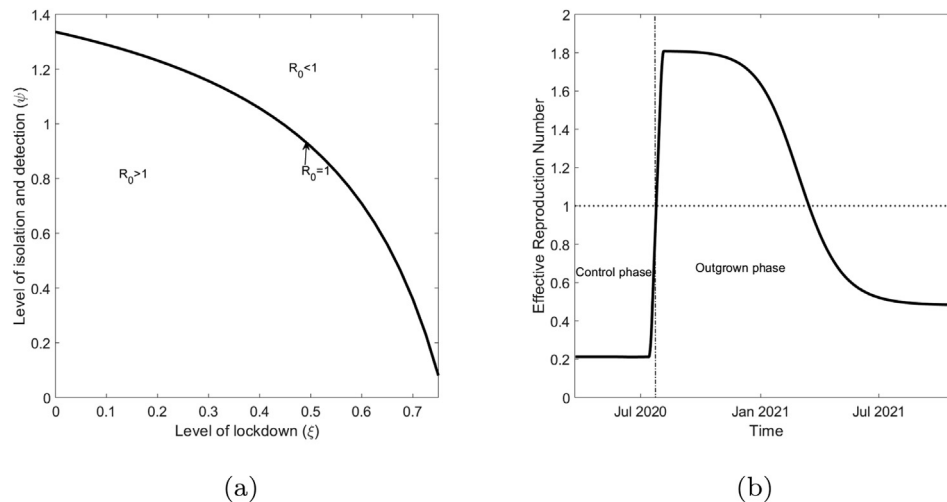 1.4
1.2
1
0.8
0.6
0.4
0.2
0
R0<1
R0>1
R0=1
0 0.1 0.2 0.3 0.4 0.5 0.6 0.7
Level of lockdown (ξ)
Level of isolation and detection (ψ)
(a)
2
1.8
1.6
1.4
1.2
1
0.8
0.6
0.4
0.2
0
Control phase
Outgrown phase
Jul 2020 Jan 2021 Jul 2021
Time
Effective Reproduction Number
(b)